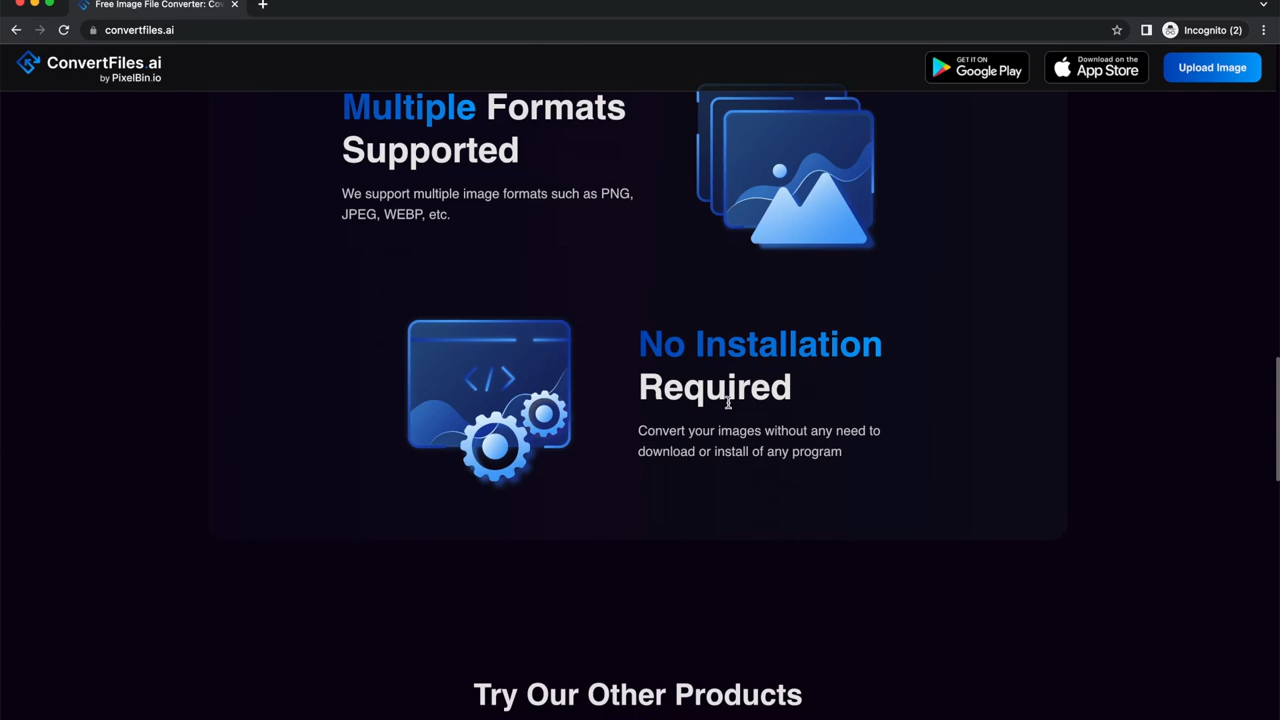 Free Image File Converter: Cov
convertfiles.ai
Incognito (2)
ConvertFiles.ai
by PixelBin.io
GET IT ON
Google Play
Download on the
App Store
Upload Image
Multiple Formats
Supported
We support multiple image formats such as PNG,
JPEG, WEBP, etc.
</>
No Installation
Required
Convert your images without any need to
download or install of any program
Try Our Other Products